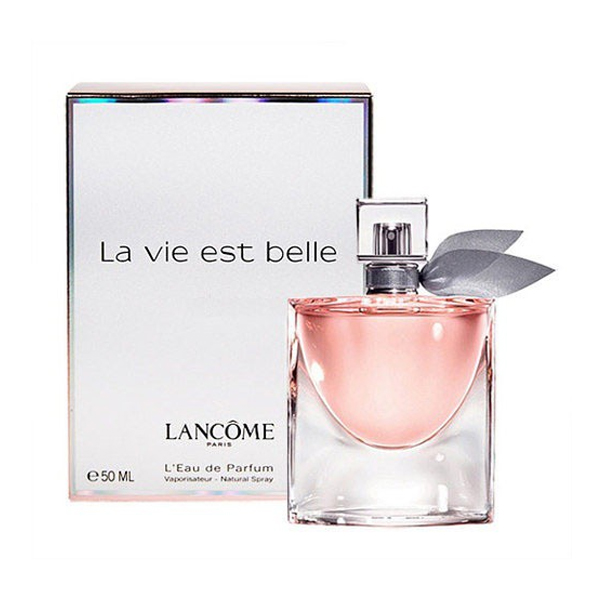 La vie est belle
LANCÔME
PARIS
L'Eau de Parfum
℮ 50 ML
Vaporisateur - Natural Spray